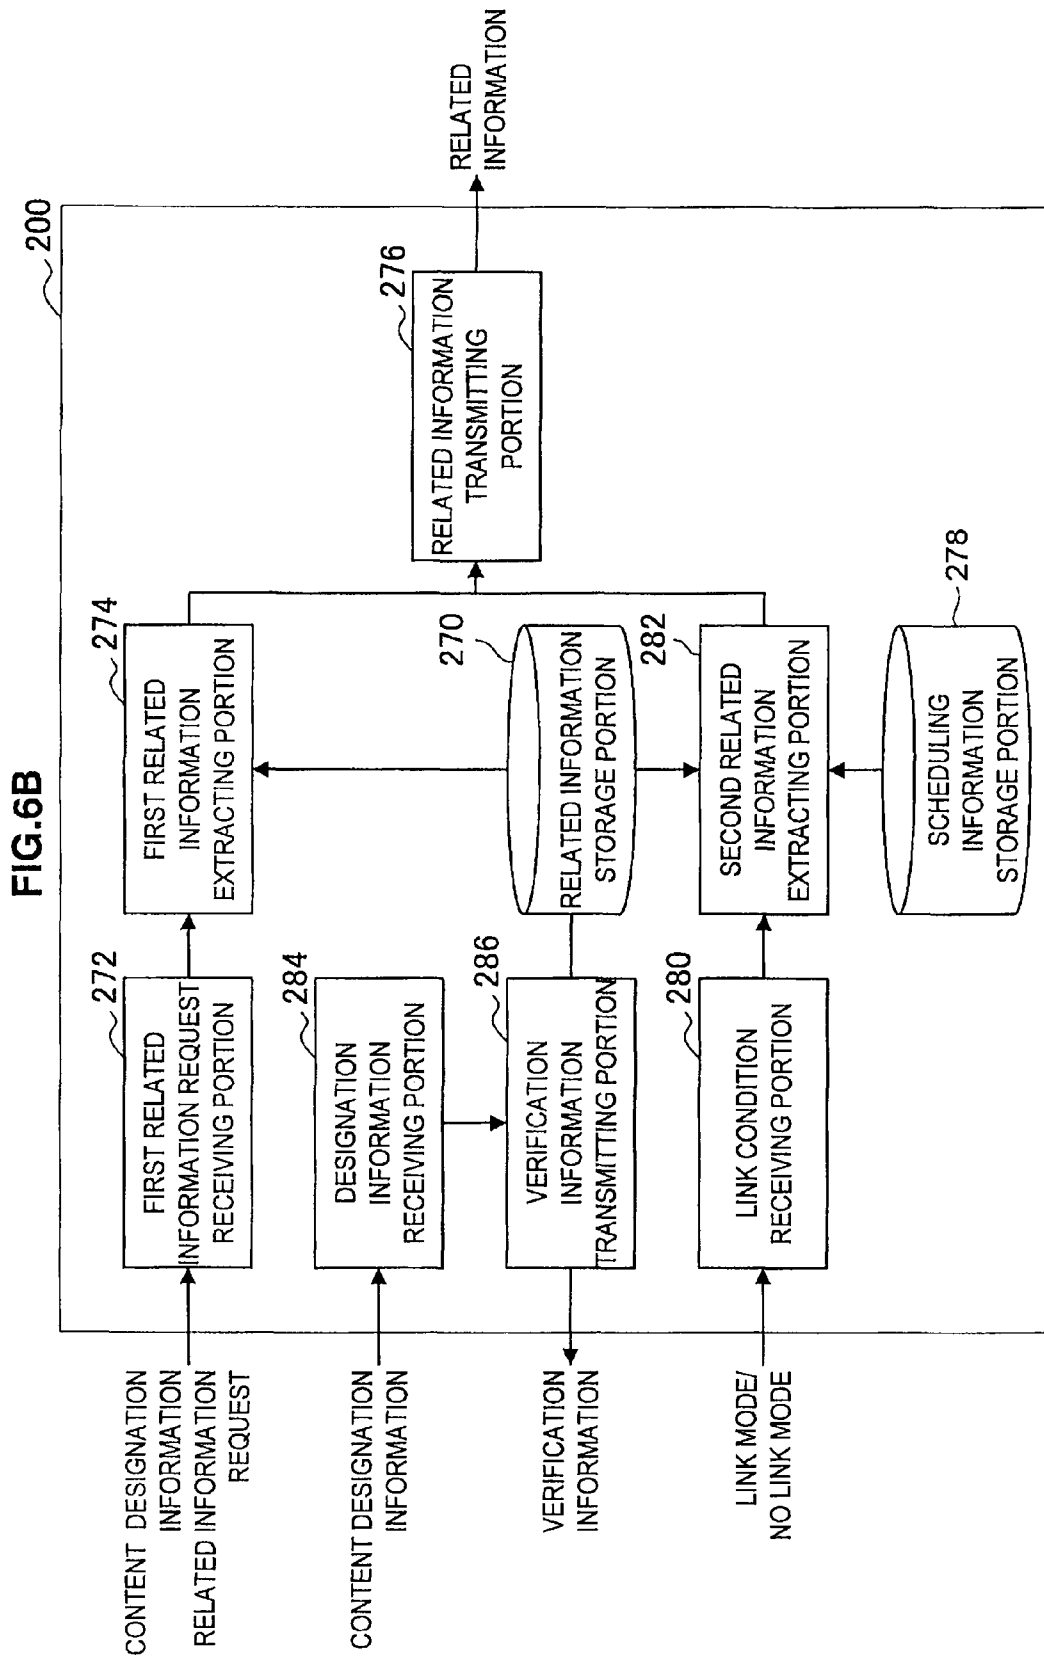 FIG.6B
200
CONTENT DESIGNATION
INFORMATION
RELATED INFORMATION
REQUEST
272
FIRST RELATED
INFORMATION REQUEST
RECEIVING PORTION
274
FIRST RELATED
INFORMATION
EXTRACTING PORTION
CONTENT DESIGNATION
INFORMATION
284
DESIGNATION
INFORMATION
RECEIVING PORTION
276
RELATED INFORMATION
TRANSMITTING
PORTION
RELATED
INFORMATION
VERIFICATION
INFORMATION
286
VERIFICATION
INFORMATION
TRANSMITTING PORTION
270
RELATED INFORMATION
STORAGE PORTION
LINK MODE/
NO LINK MODE
280
LINK CONDITION
RECEIVING PORTION
282
SECOND RELATED
INFORMATION
EXTRACTING PORTION
278
SCHEDULING
INFORMATION
STORAGE PORTION